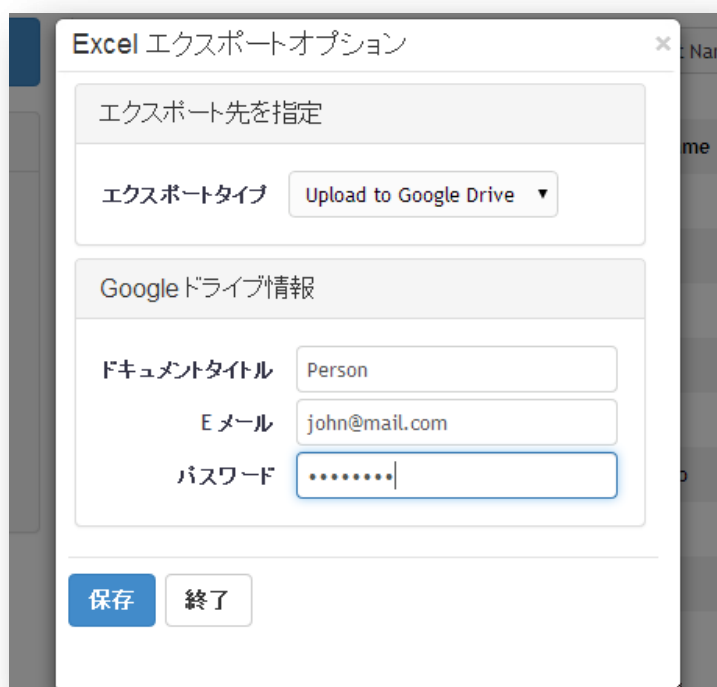 Excel エクスポートオプション ×
t Nar
エクスポート先を指定
me
エクスポートタイプ Upload to Google Drive ▼
Googleドライブ情報
ドキュメントタイトル Person
E メール john@mail.com
パスワード ••••••••
保存 終了